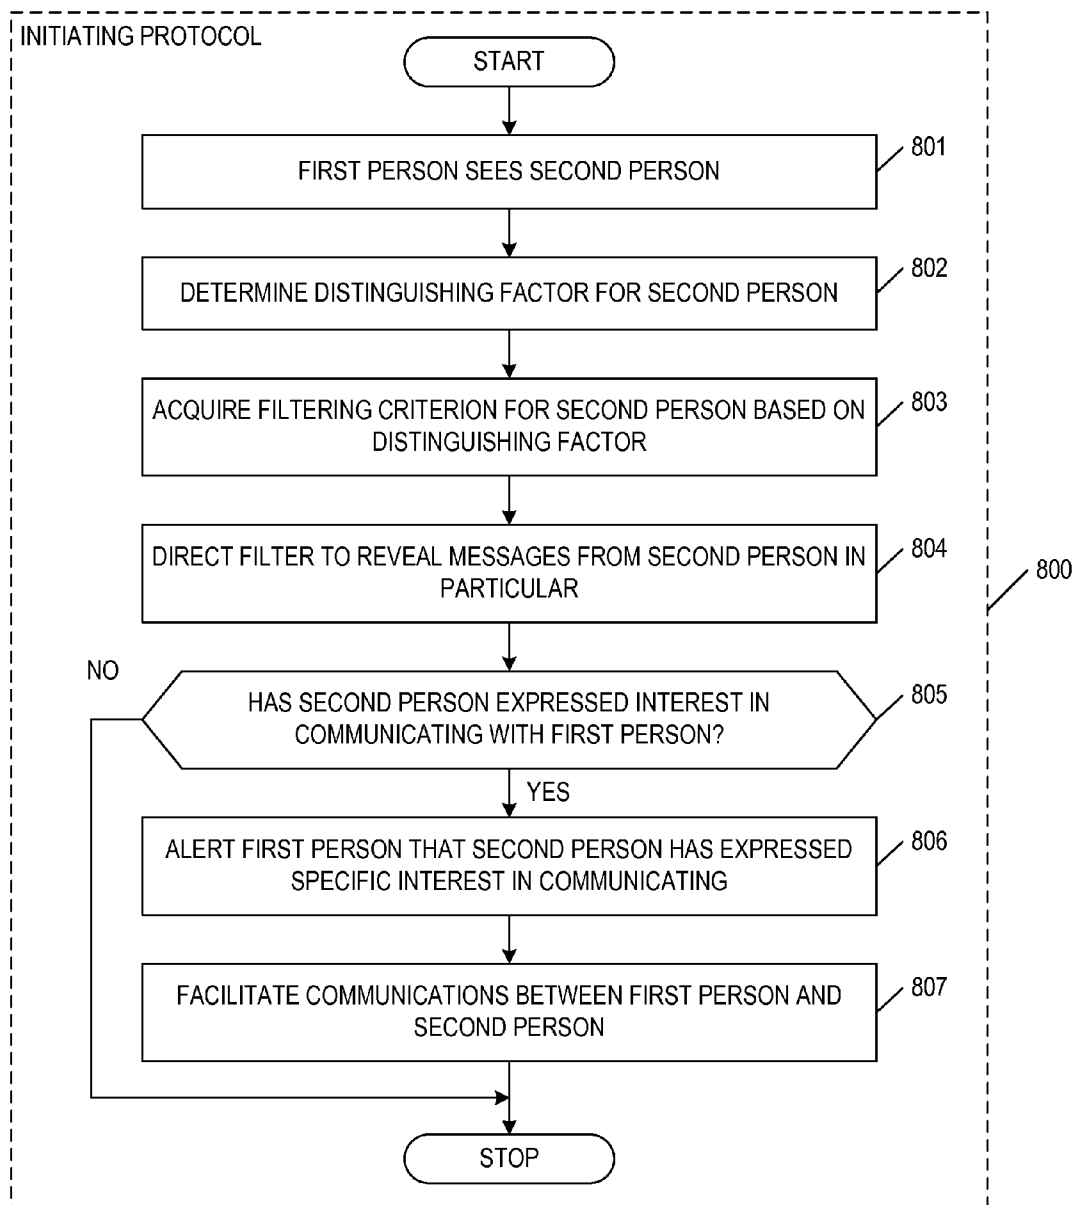 INITIATING PROTOCOL
START
FIRST PERSON SEES SECOND PERSON
801
DETERMINE DISTINGUISHING FACTOR FOR SECOND PERSON
802
ACQUIRE FILTERING CRITERION FOR SECOND PERSON BASED ON
DISTINGUISHING FACTOR
803
DIRECT FILTER TO REVEAL MESSAGES FROM SECOND PERSON IN
PARTICULAR
804
800
NO
HAS SECOND PERSON EXPRESSED INTEREST IN
COMMUNICATING WITH FIRST PERSON?
805
YES
ALERT FIRST PERSON THAT SECOND PERSON HAS EXPRESSED
SPECIFIC INTEREST IN COMMUNICATING
806
FACILITATE COMMUNICATIONS BETWEEN FIRST PERSON AND
SECOND PERSON
807
STOP